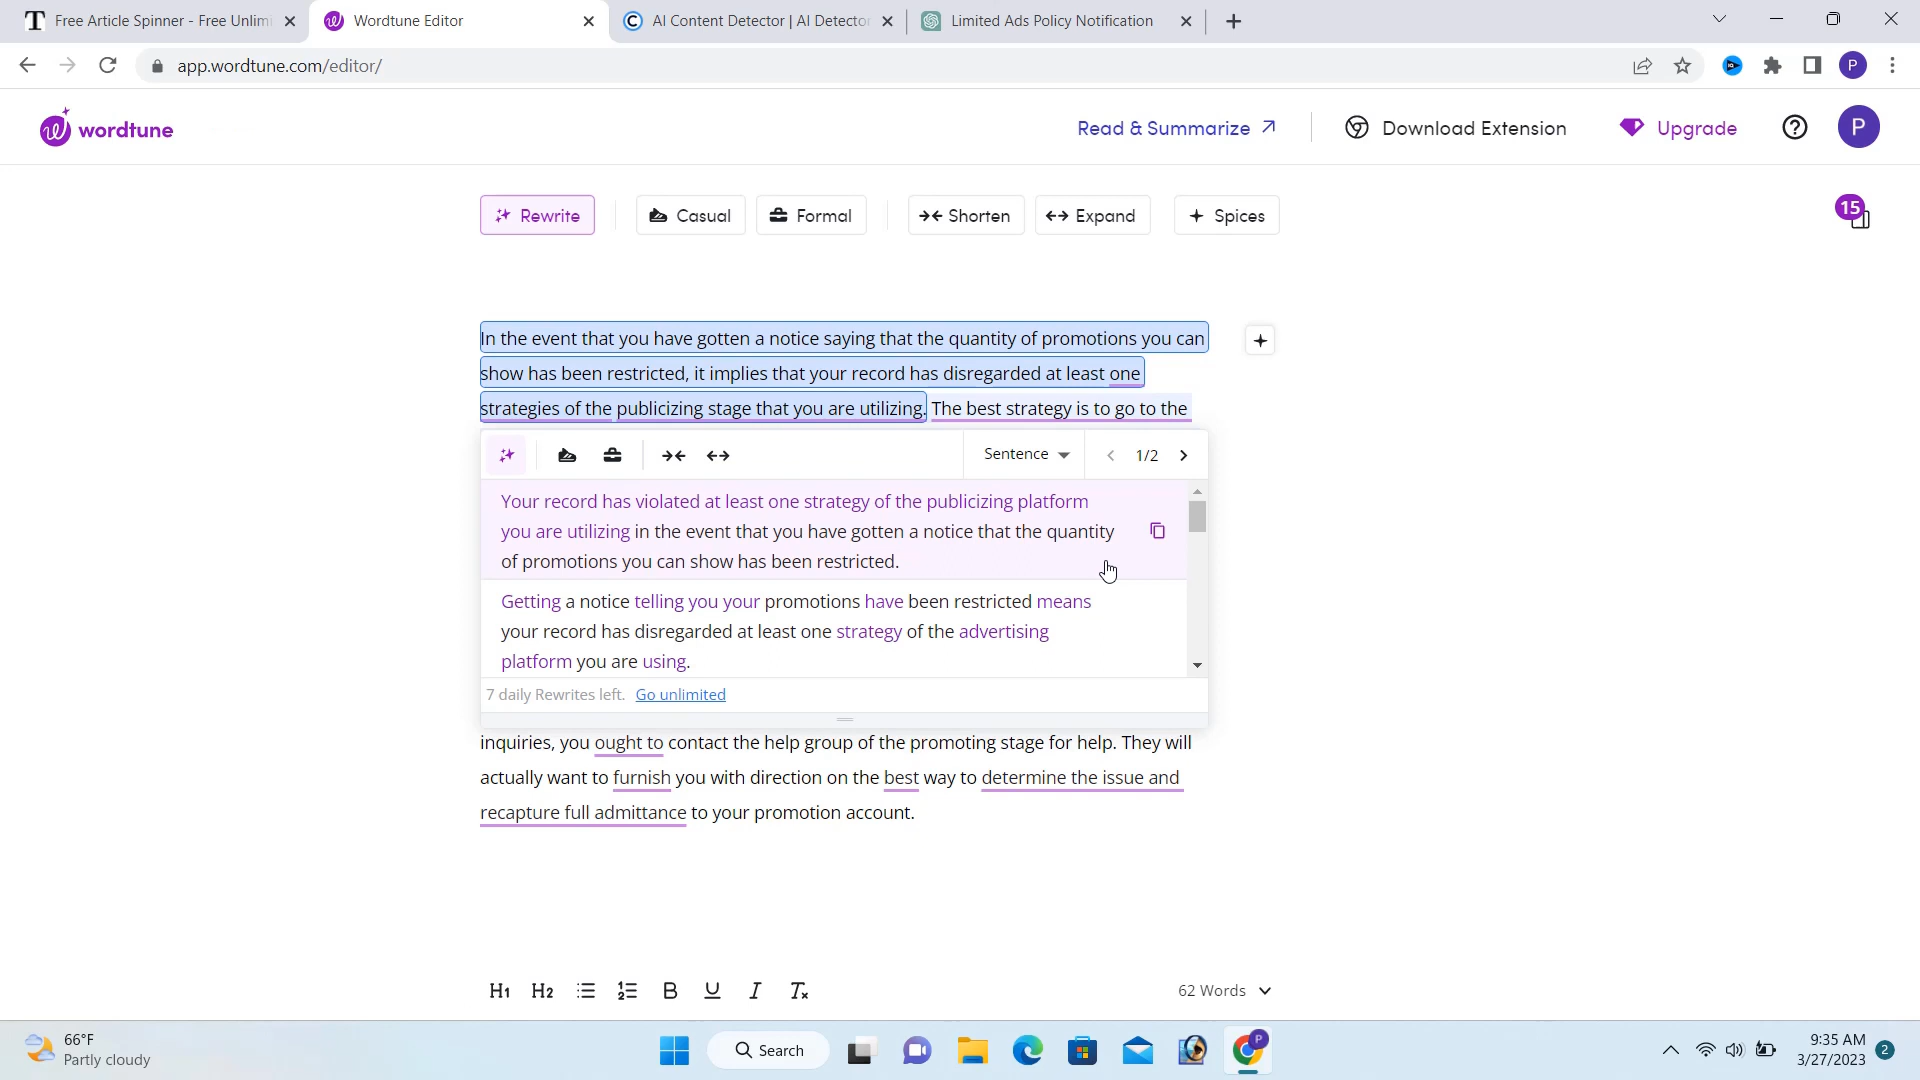 Free Article Spinner - Free Unlim
Wordtune Editor
AI Content Detector | AI Detector
Limited Ads Policy Notification
app.wordtune.com/editor/
P
wordtune
Read & Summarize
Download Extension
Upgrade
P
Rewrite
Casual
Formal
Shorten
Expand
Spices
15
In the event that you have gotten a notice saying that the quantity of promotions you can
show has been restricted, it implies that your record has disregarded at least one
strategies of the publicizing stage that you are utilizing. The best strategy is to go to the
Sentence
1/2
Your record has violated at least one strategy of the publicizing platform
you are utilizing in the event that you have gotten a notice that the quantity
of promotions you can show has been restricted.
Getting a notice telling you your promotions have been restricted means
your record has disregarded at least one strategy of the advertising
platform you are using.
7 daily Rewrites left. Go unlimited
inquiries, you ought to contact the help group of the promoting stage for help. They will
actually want to furnish you with direction on the best way to determine the issue and
recapture full admittance to your promotion account.
H1 H2 B U I Tx
62 Words
66°F
Partly cloudy
Search
P
9:35 AM
3/27/2023
2